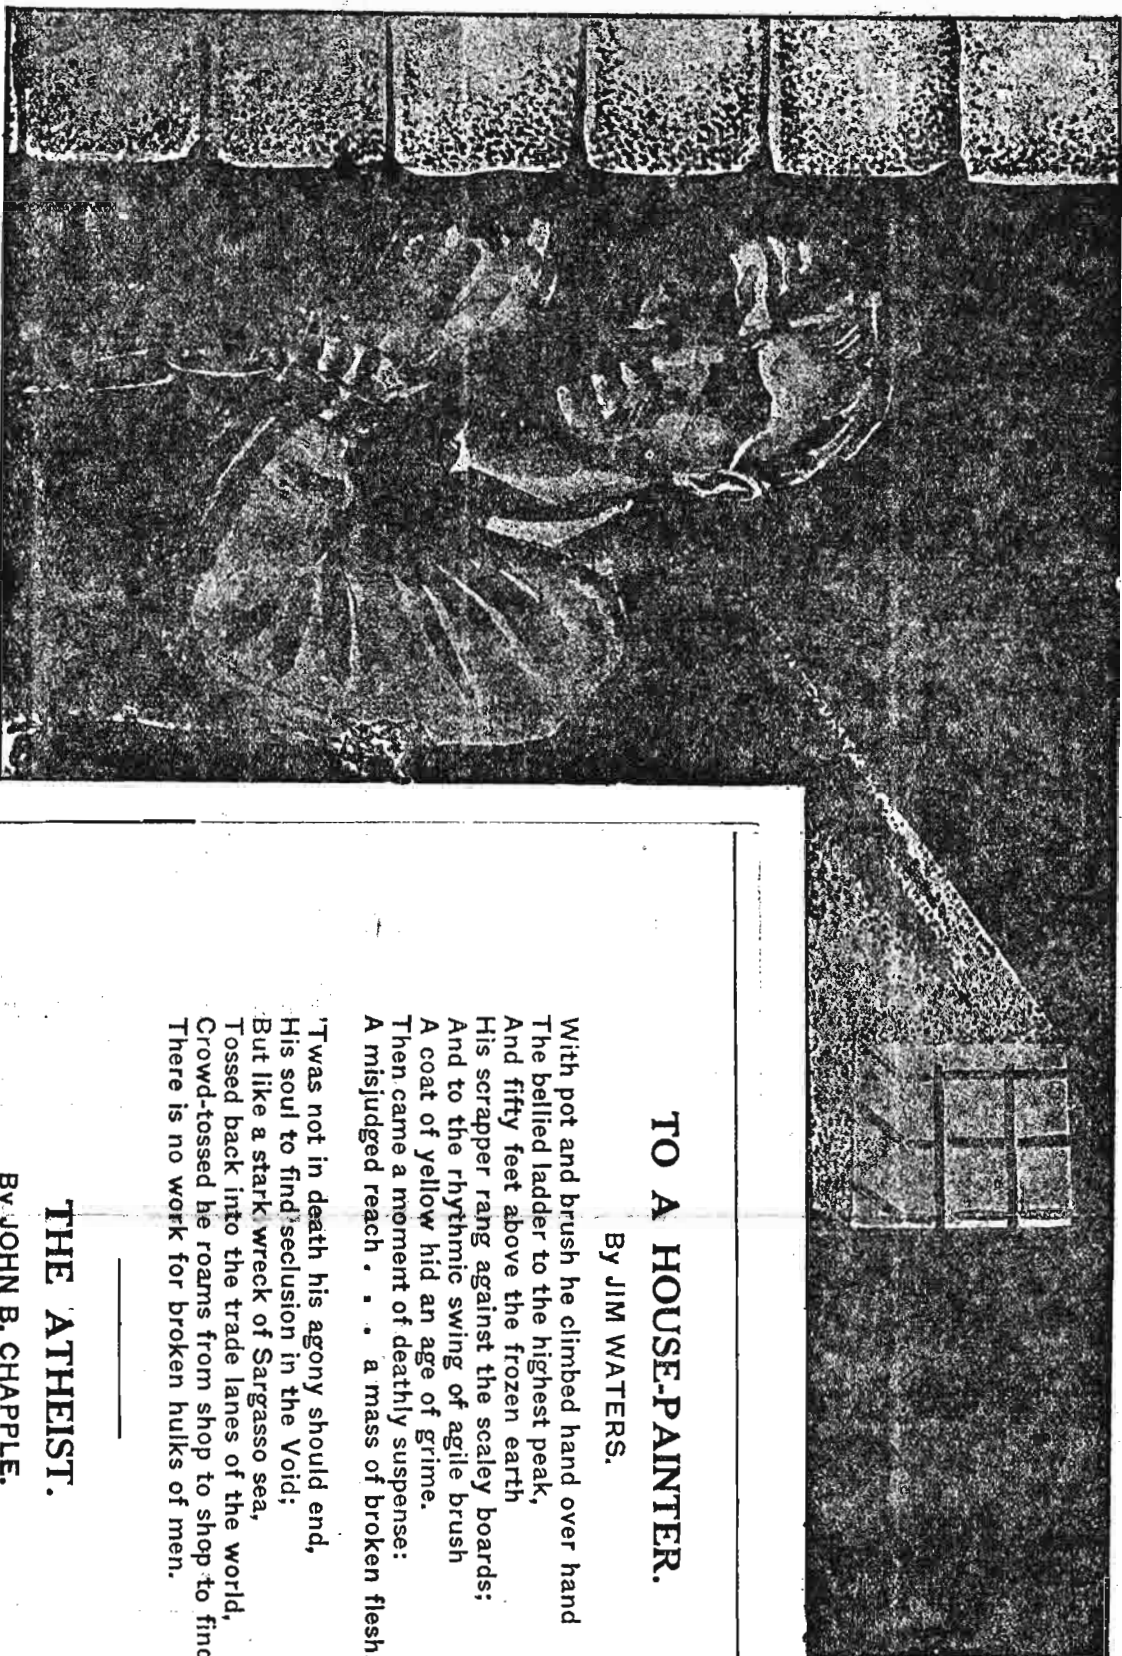 TO A HOUSE-PAINTER.
By JIM WATERS.
With pot and brush he climbed hand over hand
The bellied ladder to the highest peak,
And fifty feet above the frozen earth
His scrapper rang against the scaley boards;
And to the rhythmic swing of agile brush
A coat of yellow hid an age of grime.
Then came a moment of deathly suspense:
A misjudged reach . . . a mass of broken flesh
'Twas not in death his agony should end,
His soul to find seclusion in the Void;
But like a stark wreck of Sargasso sea,
Tossed back into the trade lanes of the world,
Crowd-tossed he roams from shop to shop to find
There is no work for broken hulks of men.
THE ATHEIST.
By JOHN B. CHAPPLE.